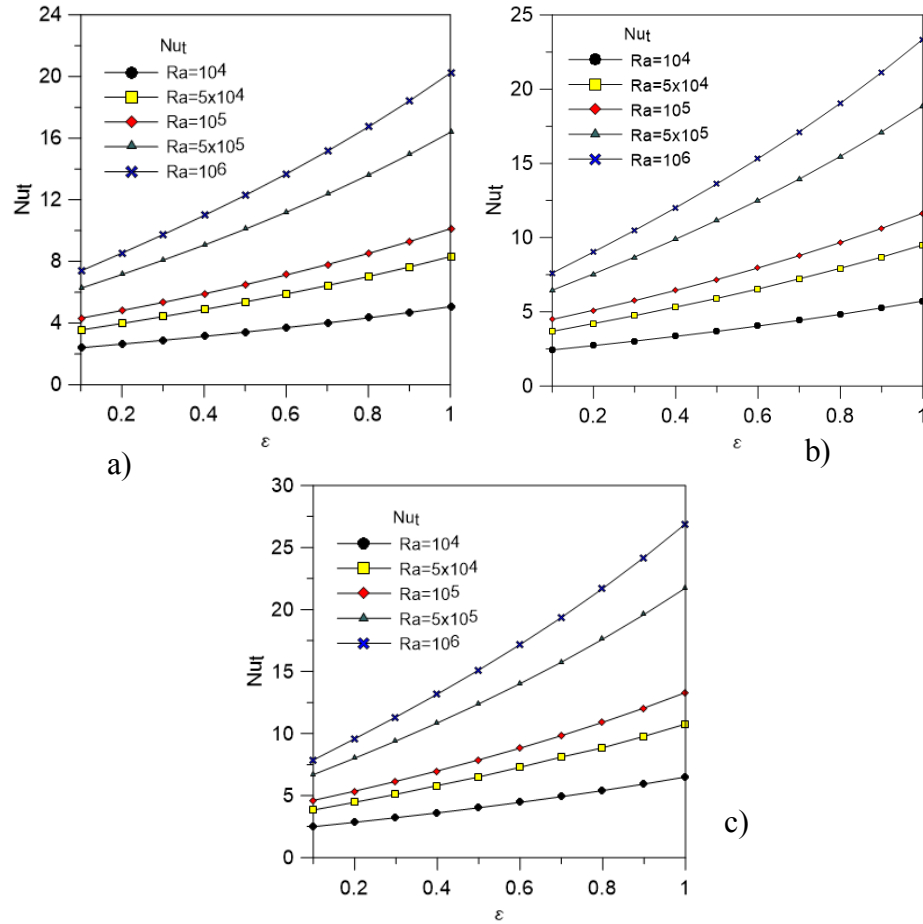 24
20
16
12
8
4
0
Nut
Nut
Ra=10⁴
Ra=5x10⁴
Ra=10⁵
Ra=5x10⁵
Ra=10⁶
0.2 0.4 0.6 0.8 1
ε
a)
25
20
15
10
5
0
Nut
Nut
Ra=10⁴
Ra=5x10⁴
Ra=10⁵
Ra=5x10⁵
Ra=10⁶
0.2 0.4 0.6 0.8 1
ε
b)
30
25
20
15
10
5
0
Nut
Nut
Ra=10⁴
Ra=5x10⁴
Ra=10⁵
Ra=5x10⁵
Ra=10⁶
0.2 0.4 0.6 0.8 1
ε
c)